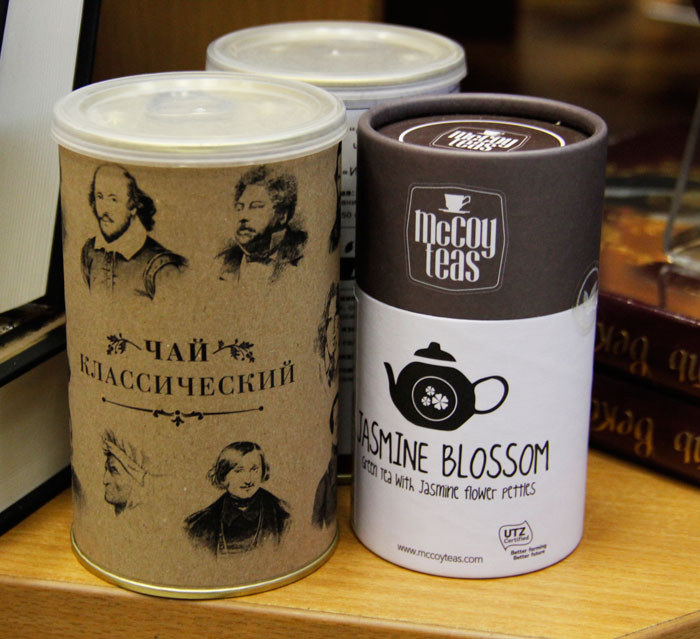 ЧАЙ
КЛАССИЧЕСКИЙ
McCOY
TEAS
McCOY
teas
JASMINE BLOSSOM
Green Tea With Jasmine flower petties
UTZ
Certified
Better farming
Better future
www.mccoyteas.com